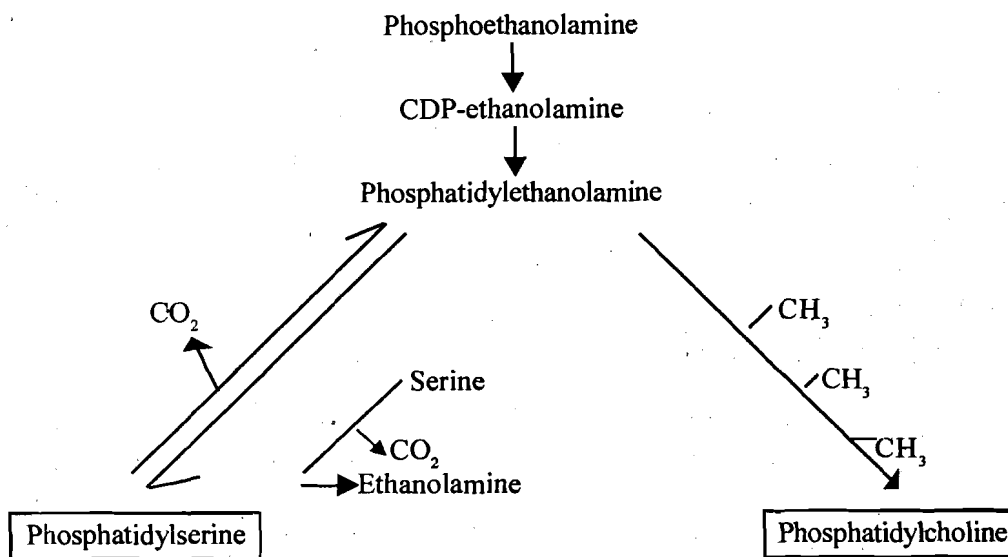 Phosphoethanolamine
CDP-ethanolamine
Phosphatidylethanolamine
CO₂
CH₃
CH₃
Serine
CO₂
CH₃
Ethanolamine
Phosphatidylserine
Phosphatidylcholine